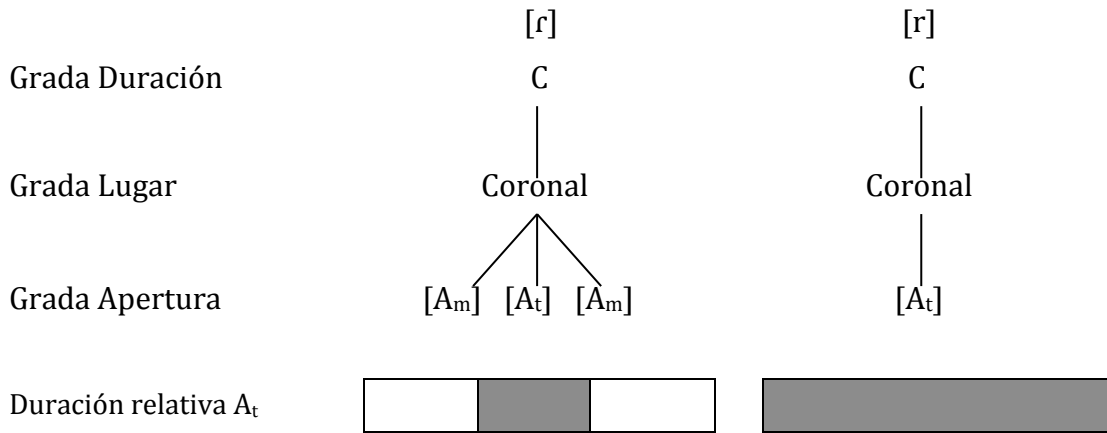 [ɾ] [r]
Grada Duración C C
Grada Lugar Coronal Coronal
Grada Apertura [Aₘ] [Aₜ] [Aₘ] [Aₜ]
Duración relativa Aₜ